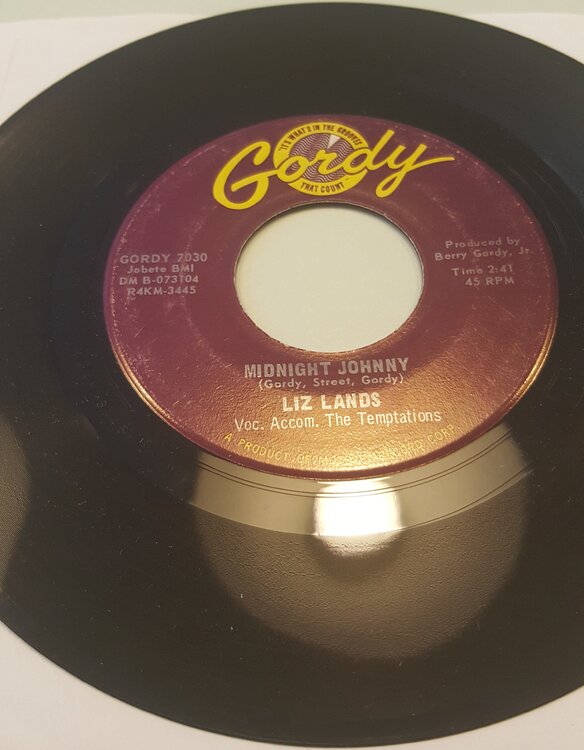 "IT'S WHAT'S IN THE GROOVES
Gordy
THAT COUNT"
GORDY 7030
Jobete BMI
DM B-073104
R4KM-3445
Produced by
Berry Gordy, Jr.
Time 2:41
45 RPM
MIDNIGHT JOHNNY
(Gordy, Street, Gordy)
LIZ LANDS
Voc. Accom. The Temptations
A PRODUCT OF CORP.